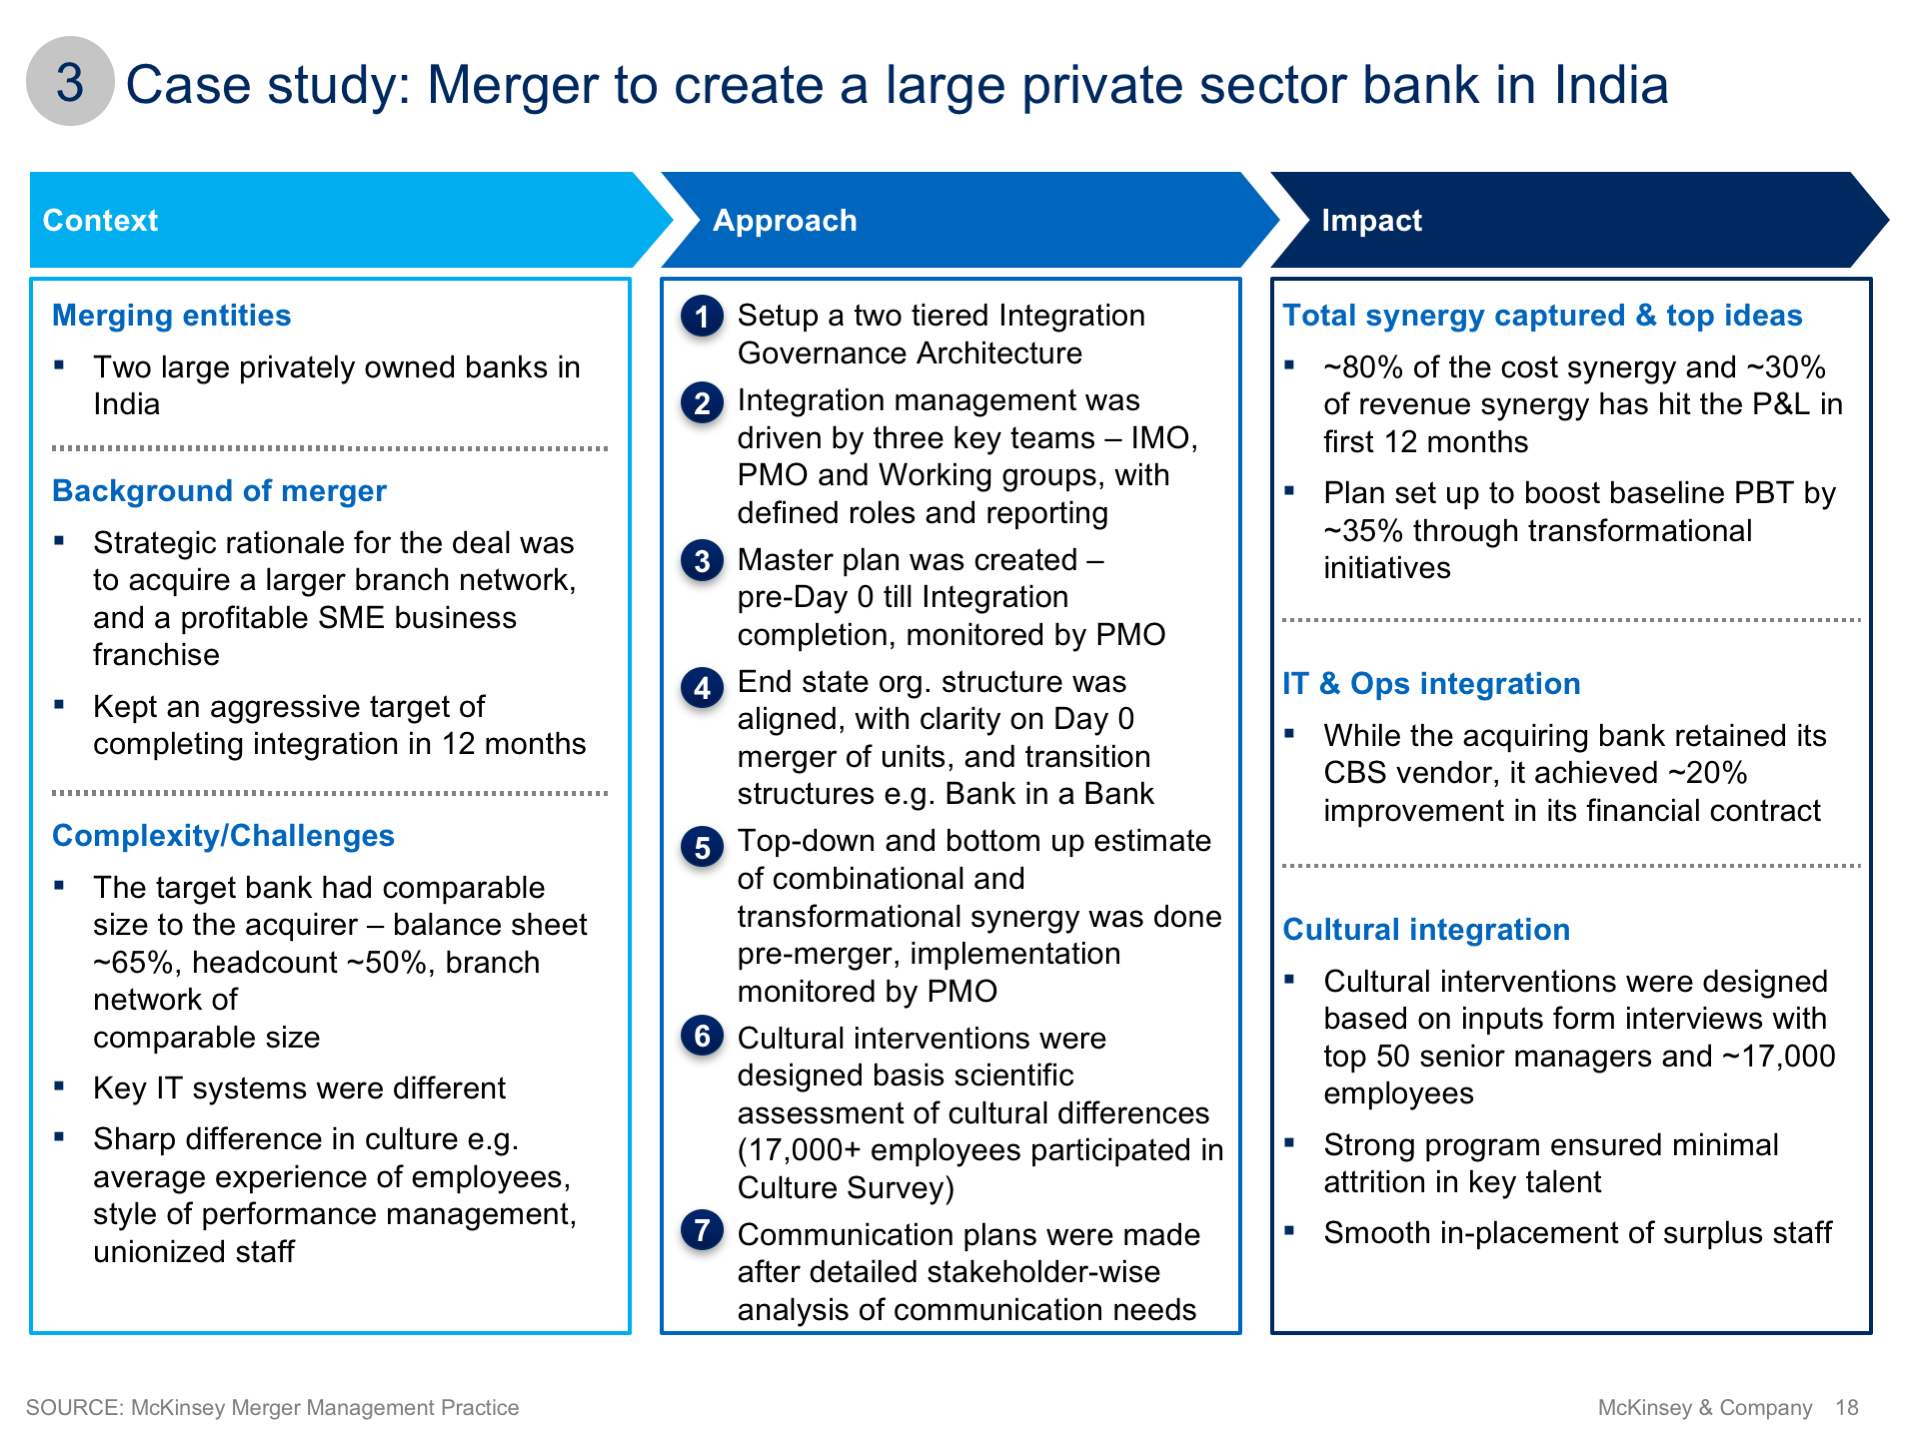 3 Case study: Merger to create a large private sector bank in India
Context
Merging entities
▪ Two large privately owned banks in
India
Background of merger
▪ Strategic rationale for the deal was
to acquire a larger branch network,
and a profitable SME business
franchise
▪ Kept an aggressive target of
completing integration in 12 months
Complexity/Challenges
▪ The target bank had comparable
size to the acquirer – balance sheet
~65%, headcount ~50%, branch
network of
comparable size
▪ Key IT systems were different
▪ Sharp difference in culture e.g.
average experience of employees,
style of performance management,
unionized staff
Approach
1 Setup a two tiered Integration
Governance Architecture
2 Integration management was
driven by three key teams – IMO,
PMO and Working groups, with
defined roles and reporting
3 Master plan was created –
pre-Day 0 till Integration
completion, monitored by PMO
4 End state org. structure was
aligned, with clarity on Day 0
merger of units, and transition
structures e.g. Bank in a Bank
5 Top-down and bottom up estimate
of combinational and
transformational synergy was done
pre-merger, implementation
monitored by PMO
6 Cultural interventions were
designed basis scientific
assessment of cultural differences
(17,000+ employees participated in
Culture Survey)
7 Communication plans were made
after detailed stakeholder-wise
analysis of communication needs
Impact
Total synergy captured & top ideas
▪ ~80% of the cost synergy and ~30%
of revenue synergy has hit the P&L in
first 12 months
▪ Plan set up to boost baseline PBT by
~35% through transformational
initiatives
IT & Ops integration
▪ While the acquiring bank retained its
CBS vendor, it achieved ~20%
improvement in its financial contract
Cultural integration
▪ Cultural interventions were designed
based on inputs form interviews with
top 50 senior managers and ~17,000
employees
▪ Strong program ensured minimal
attrition in key talent
▪ Smooth in-placement of surplus staff
SOURCE: McKinsey Merger Management Practice
McKinsey & Company 18